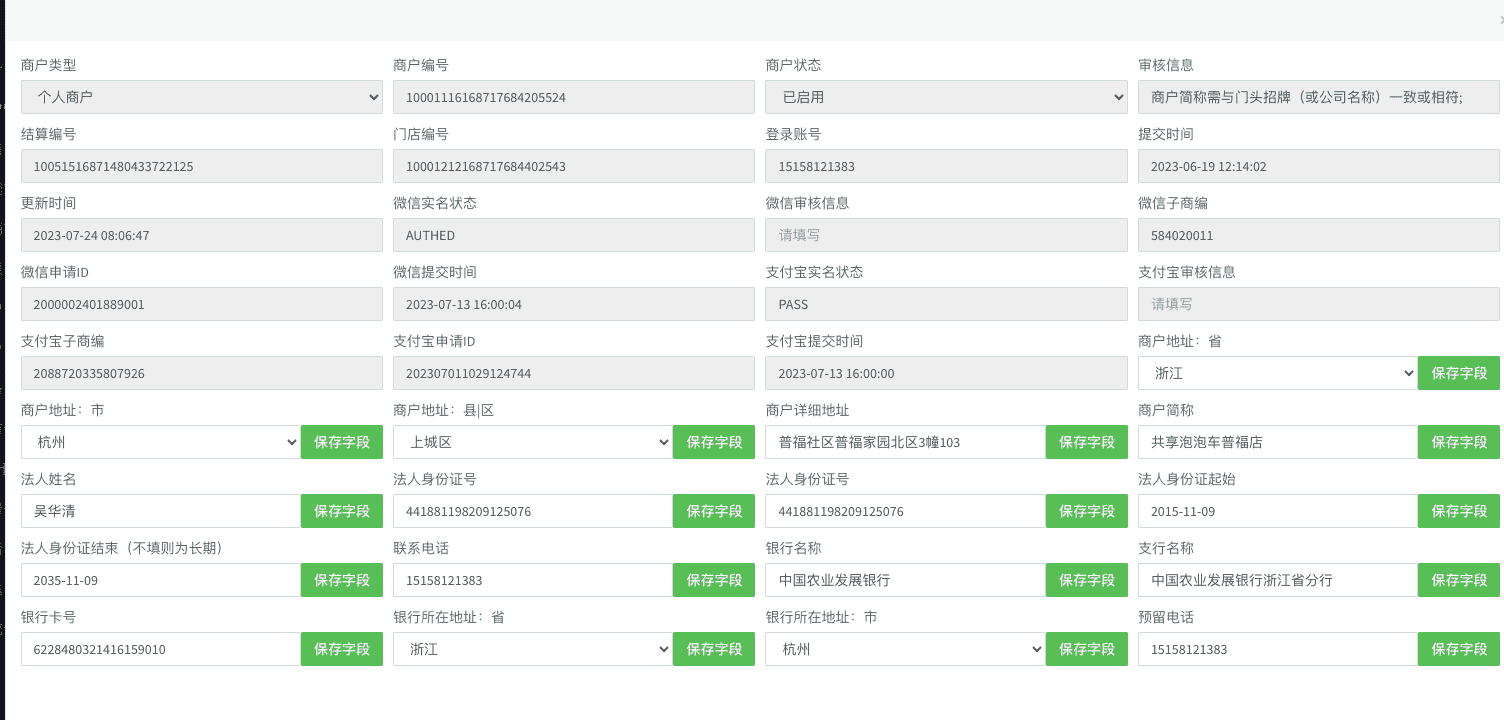 商户类型 商户编号 商户状态 审核信息
个人商户 10001116168717684205524 已启用 商户简称需与门头招牌（或公司名称）一致或相符;
结算编号 门店编号 登录账号 提交时间
10051516871480433722125 10001212168717684402543 15158121383 2023-06-19 12:14:02
更新时间 微信实名状态 微信审核信息 微信子商编
2023-07-24 08:06:47 AUTHED 请填写 584020011
微信申请ID 微信提交时间 支付宝实名状态 支付宝审核信息
2000002401889001 2023-07-13 16:00:04 PASS 请填写
支付宝子商编 支付宝申请ID 支付宝提交时间 商户地址：省
2088720335807926 202307011029124744 2023-07-13 16:00:00 浙江 保存字段
商户地址：市 商户地址：县|区 商户详细地址 商户简称
杭州 保存字段 上城区 保存字段 普福社区普福家园北区3幢103 保存字段 共享泡泡车普福店 保存字段
法人姓名 法人身份证号 法人身份证号 法人身份证起始
吴华清 保存字段 441881198209125076 保存字段 441881198209125076 保存字段 2015-11-09 保存字段
法人身份证结束（不填则为长期） 联系电话 银行名称 支行名称
2035-11-09 保存字段 15158121383 保存字段 中国农业发展银行 保存字段 中国农业发展银行浙江省分行 保存字段
银行卡号 银行所在地址：省 银行所在地址：市 预留电话
6228480321416159010 保存字段 浙江 保存字段 杭州 保存字段 15158121383 保存字段